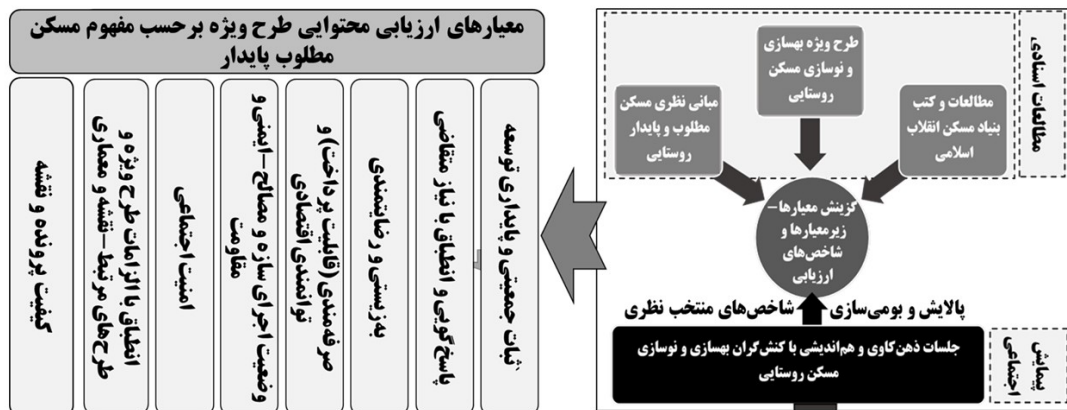 مطالعات اسنادی
طرح ویژه بهسازی
و نوسازی مسکن
روستایی
مطالعات و کتب
بنیاد مسکن انقلاب
اسلامی
مبانی نظری مسکن
مطلوب و پایدار
روستایی
گزینش معیارها–
زیرمعیارها و
شاخص‌های
ارزیابی
پالایش و بومی‌سازی شاخص‌های منتخب نظری
پیمایش
اجتماعی
جلسات ذهن‌کاوی و هم‌اندیشی با کنش‌گران بهسازی و نوسازی
مسکن روستایی
معیارهای ارزیابی محتوایی طرح ویژه برحسب مفهوم مسکن
مطلوب پایدار
ثبات جمعیتی و پایداری توسعه
پاسخ‌گویی و انطباق با نیاز متقاضی
به‌زیستی و رضایتمندی
صرفه‌مندی (قابلیت پرداخت) و
توانمندی اقتصادی
وضعیت اجرای سازه و مصالح–ایمنی و
مقاومت
امنیت اجتماعی
انطباق با الزامات طرح ویژه و
طرح‌های مرتبط–نقشه و معماری
کیفیت پرونده و نقشه